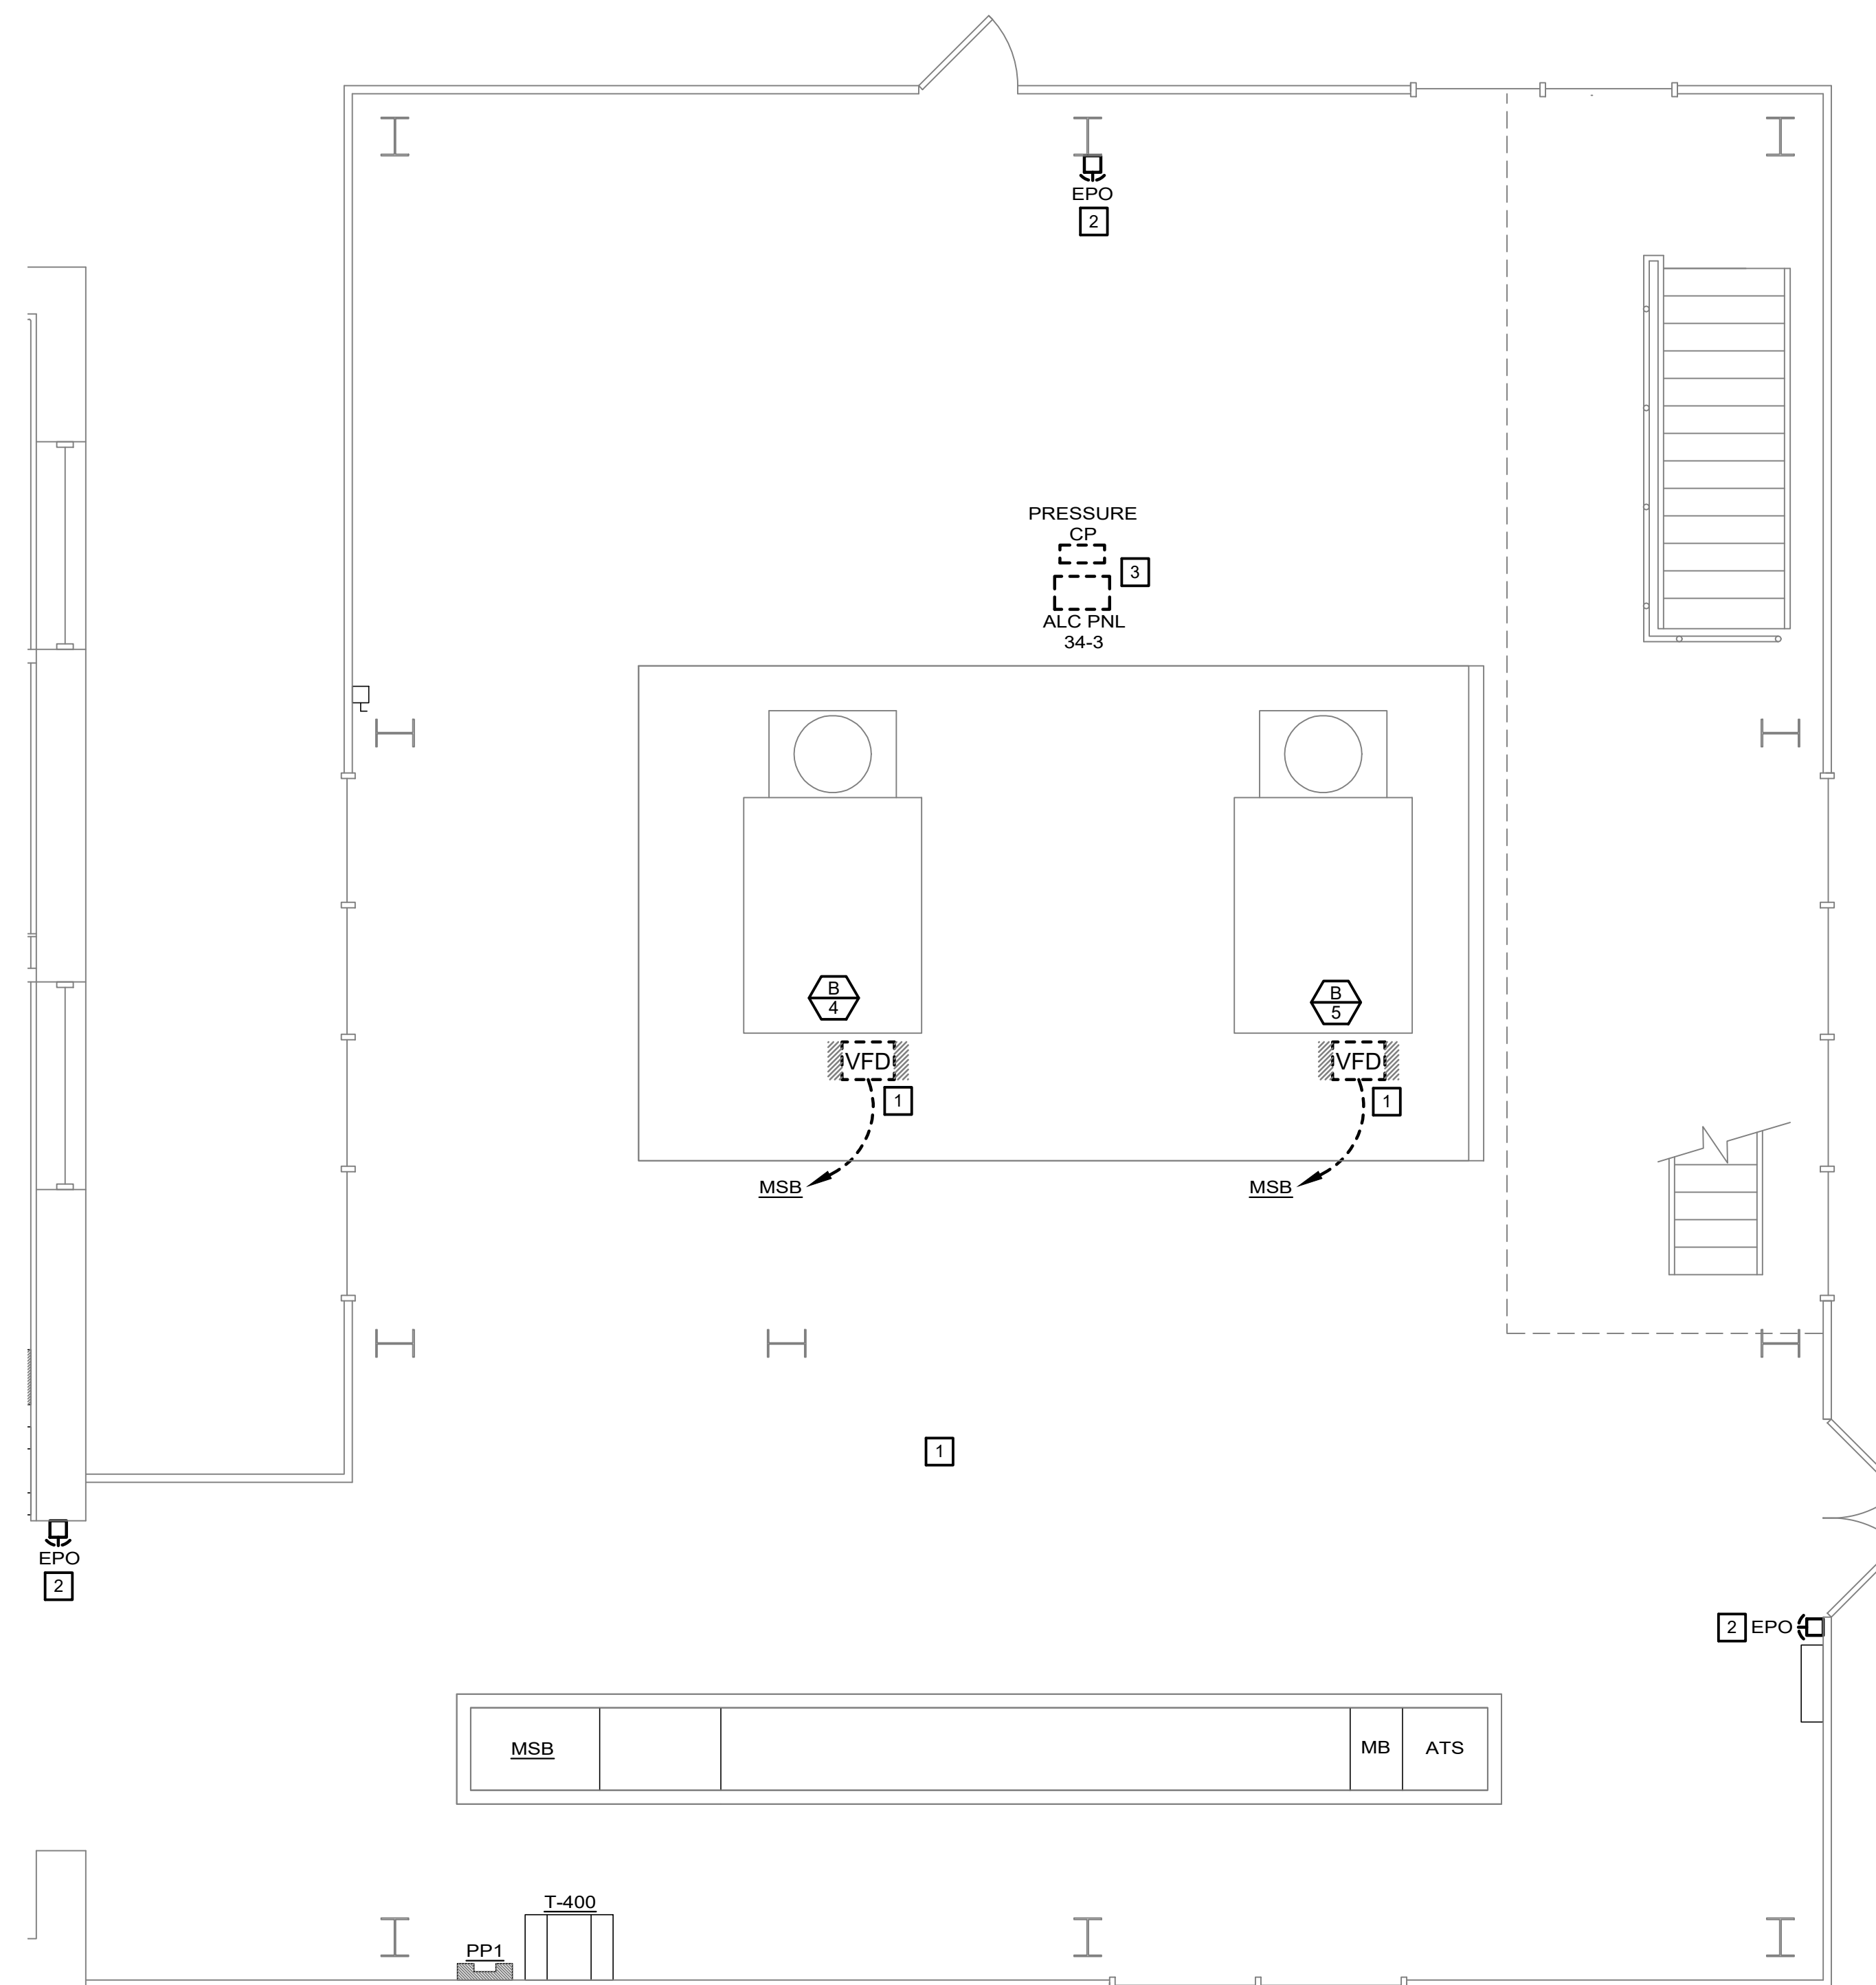 EPO
2
PRESSURE
CP
3
ALC PNL
34-3
B
4
B
5
VFD
VFD
1
1
MSB
MSB
1
EPO
2
2 EPO
MSB
MB
ATS
T-400
PP1